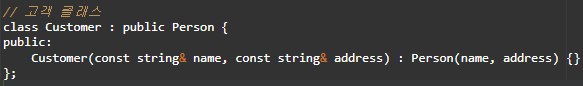 // 고객 클래스
class Customer : public Person {
public:
    Customer(const string& name, const string& address) : Person(name, address) {}
};